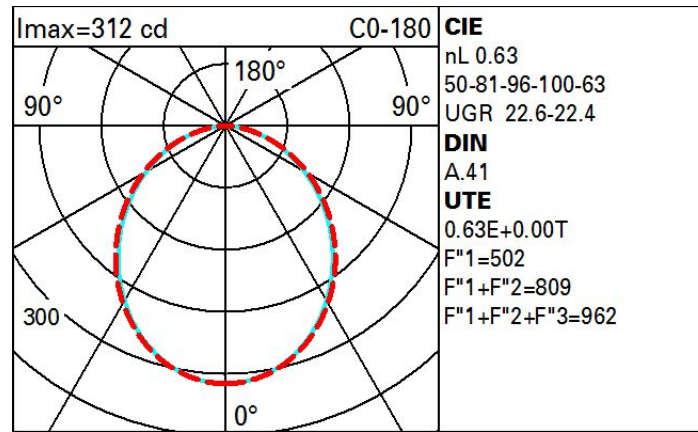 Imax=312 cd C0-180
180°
90° 90°
300
0°
CIE
nL 0.63
50-81-96-100-63
UGR 22.6-22.4
DIN
A.41
UTE
0.63E+0.00T
F"1=502
F"1+F"2=809
F"1+F"2+F"3=962